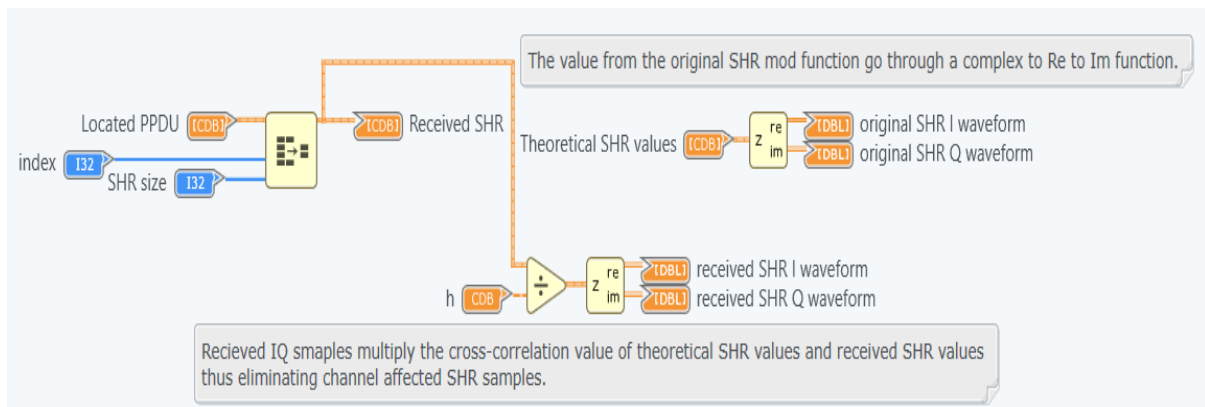 The value from the original SHR mod function go through a complex to Re to Im function.
Located PPDU [CDB] [CDB] Received SHR
index I32
SHR size I32
Theoretical SHR values [CDB] z re im [DBL] original SHR I waveform
[DBL] original SHR Q waveform
h CDB ÷ z re im [DBL] received SHR I waveform
[DBL] received SHR Q waveform
Recieved IQ smaples multiply the cross-correlation value of theoretical SHR values and received SHR values
thus eliminating channel affected SHR samples.